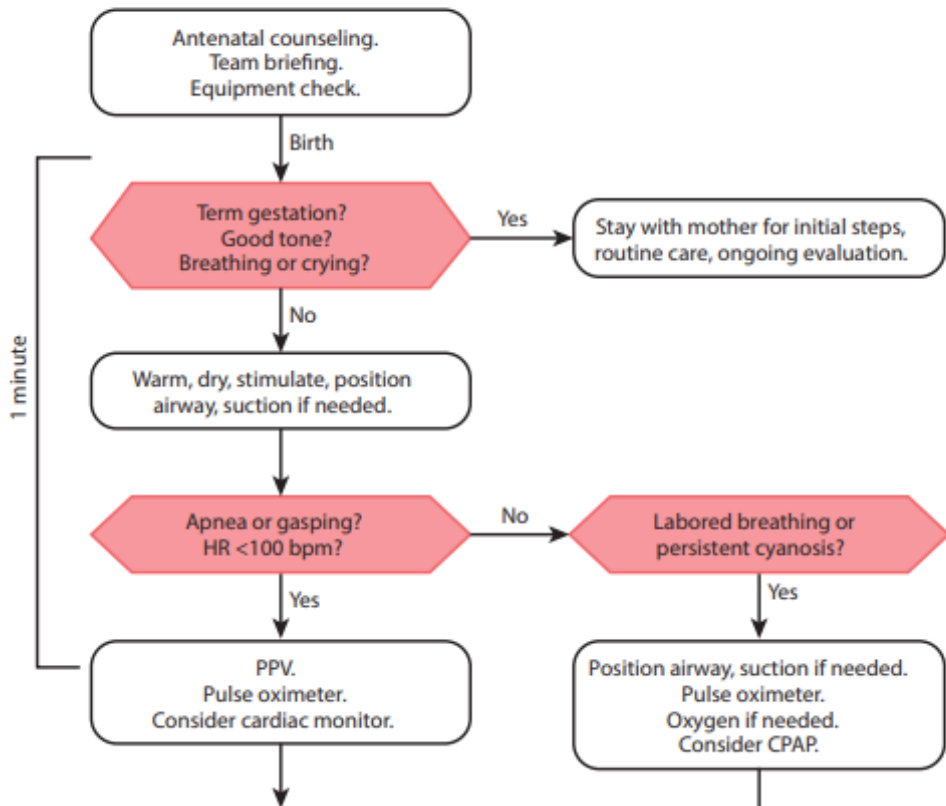 Antenatal counseling.
Team briefing.
Equipment check.
Birth
1 minute
Term gestation?
Good tone?
Breathing or crying?
Yes
Stay with mother for initial steps,
routine care, ongoing evaluation.
No
Warm, dry, stimulate, position
airway, suction if needed.
Apnea or gasping?
HR <100 bpm?
No
Labored breathing or
persistent cyanosis?
Yes
Yes
PPV.
Pulse oximeter.
Consider cardiac monitor.
Position airway, suction if needed.
Pulse oximeter.
Oxygen if needed.
Consider CPAP.